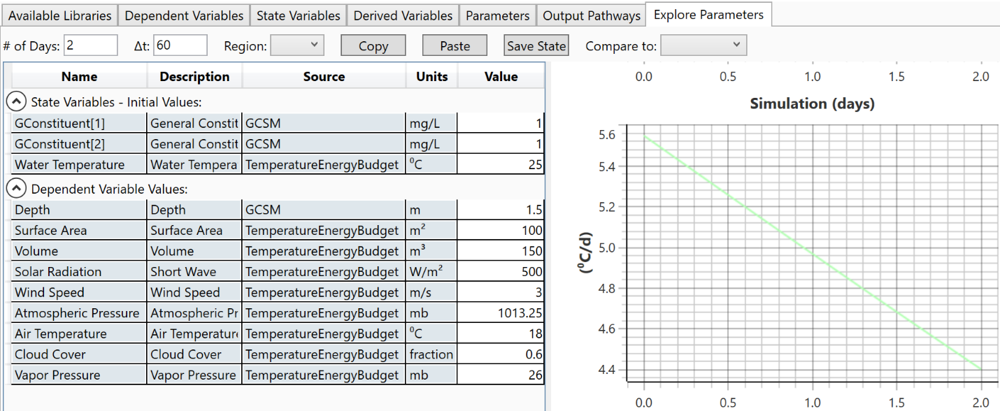 Available Libraries Dependent Variables State Variables Derived Variables Parameters Output Pathways Explore Parameters
# of Days: 2 Δt: 60 Region: Copy Paste Save State Compare to:
Name Description Source Units Value
State Variables - Initial Values:
GConstituent[1] General Constit GCSM mg/L 1
GConstituent[2] General Constit GCSM mg/L 1
Water Temperature Water Tempera TemperatureEnergyBudget ⁰C 25
Dependent Variable Values:
Depth Depth GCSM m 1.5
Surface Area Surface Area TemperatureEnergyBudget m² 100
Volume Volume TemperatureEnergyBudget m³ 150
Solar Radiation Short Wave TemperatureEnergyBudget W/m² 500
Wind Speed Wind Speed TemperatureEnergyBudget m/s 3
Atmospheric Pressure Atmospheric Pr TemperatureEnergyBudget mb 1013.25
Air Temperature Air Temperature TemperatureEnergyBudget ⁰C 18
Cloud Cover Cloud Cover TemperatureEnergyBudget fraction 0.6
Vapor Pressure Vapor Pressure TemperatureEnergyBudget mb 26
0.0 0.5 1.0 1.5 2.0
Simulation (days)
(⁰C/d)
5.6
5.4
5.2
5.0
4.8
4.6
4.4
0.0 0.5 1.0 1.5 2.0